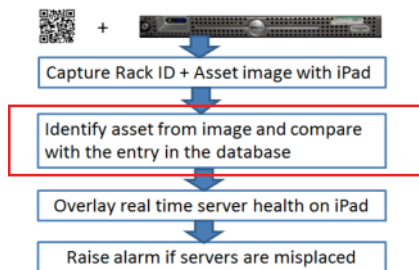 +
Capture Rack ID + Asset image with iPad
Identify asset from image and compare
with the entry in the database
Overlay real time server health on iPad
Raise alarm if servers are misplaced